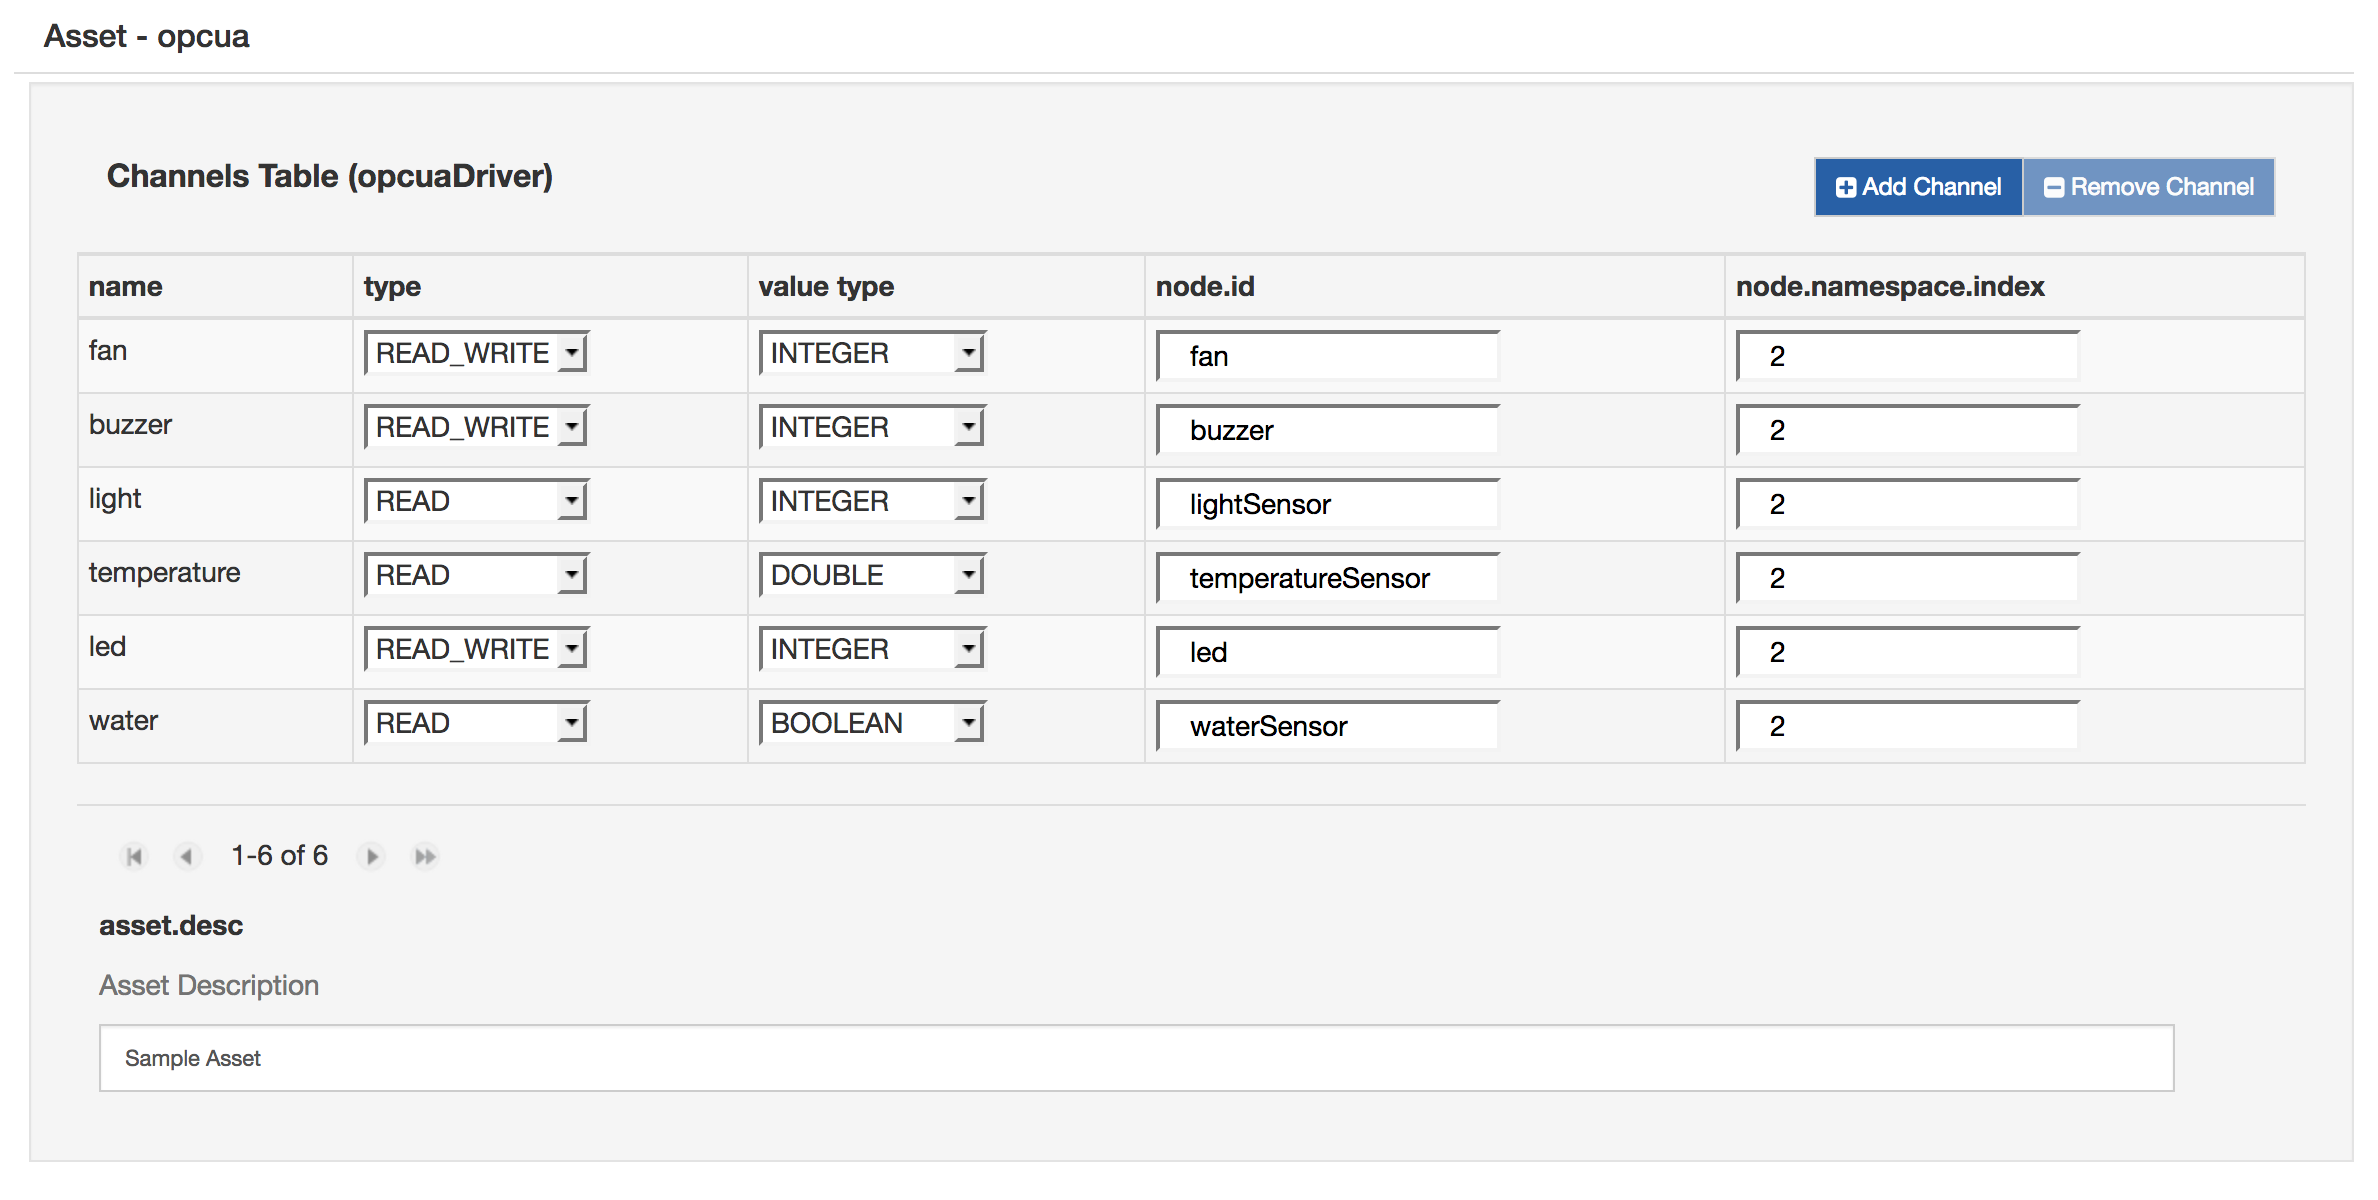 Asset - opcua
Channels Table (opcuaDriver)
Add Channel Remove Channel
name type value type node.id node.namespace.index
fan READ_WRITE INTEGER fan 2
buzzer READ_WRITE INTEGER buzzer 2
light READ INTEGER lightSensor 2
temperature READ DOUBLE temperatureSensor 2
led READ_WRITE INTEGER led 2
water READ BOOLEAN waterSensor 2
1-6 of 6
asset.desc
Asset Description
Sample Asset